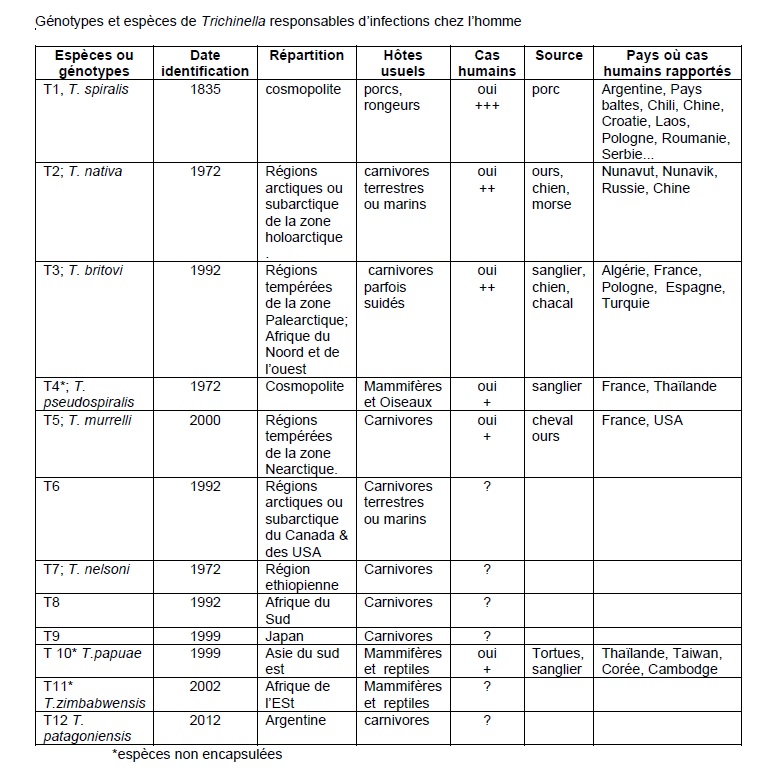 Génotypes et espèces de Trichinella responsables d’infections chez l’homme
Espèces ou génotypes | Date identification | Répartition | Hôtes usuels | Cas humains | Source | Pays où cas humains rapportés
T1, T. spiralis | 1835 | cosmopolite | porcs, rongeurs | oui +++ | porc | Argentine, Pays baltes, Chili, Chine, Croatie, Laos, Pologne, Roumanie, Serbie...
T2; T. nativa | 1972 | Régions arctiques ou subarctique de la zone holoarctique . | carnivores terrestres ou marins | oui ++ | ours, chien, morse | Nunavut, Nunavik, Russie, Chine
T3; T. britovi | 1992 | Régions tempérées de la zone Palearctique; Afrique du Noord et de l’ouest | carnivores parfois suidés | oui ++ | sanglier, chien, chacal | Algérie, France, Pologne, Espagne, Turquie
T4*; T. pseudospiralis | 1972 | Cosmopolite | Mammifères et Oiseaux | oui + | sanglier | France, Thaïlande
T5; T. murrelli | 2000 | Régions tempérées de la zone Nearctique. | Carnivores | oui + | cheval ours | France, USA
T6 | 1992 | Régions arctiques ou subarctique du Canada & des USA | Carnivores terrestres ou marins | ?
T7; T. nelsoni | 1972 | Région ethiopienne | Carnivores | ?
T8 | 1992 | Afrique du Sud | Carnivores | ?
T9 | 1999 | Japan | Carnivores | ?
T 10* T.papuae | 1999 | Asie du sud est | Mammifères et reptiles | oui + | Tortues, sanglier | Thaïlande, Taiwan, Corée, Cambodge
T11* T.zimbabwensis | 2002 | Afrique de l’ESt | Mammifères et reptiles | ?
T12 T. patagoniensis | 2012 | Argentine | carnivores | ?
*espèces non encapsulées